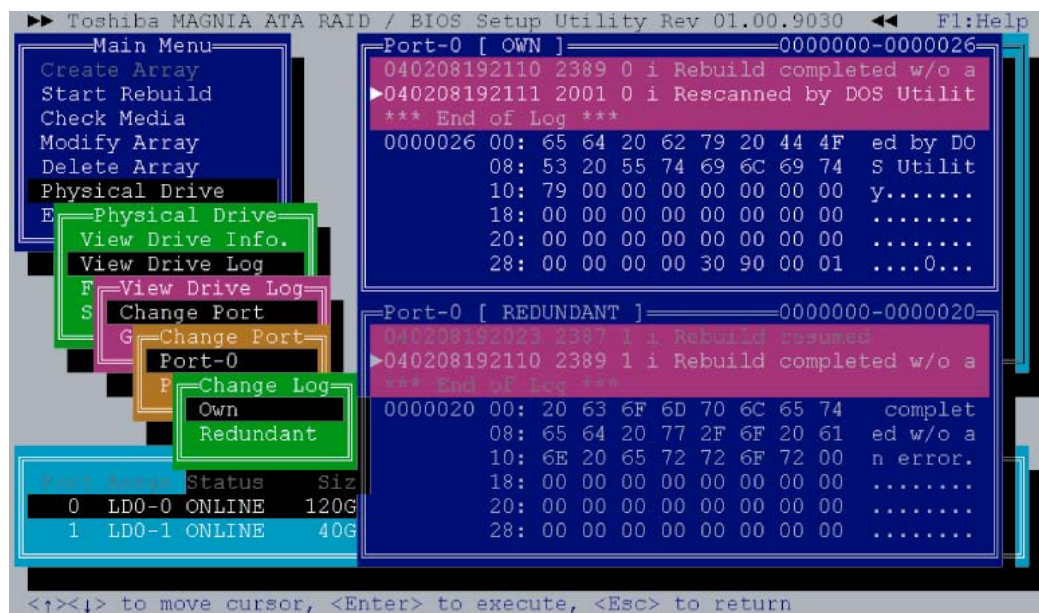 ►► Toshiba MAGNIA ATA RAID / BIOS Setup Utility Rev 01.00.9030 ◄◄ F1:Help
Main Menu
Create Array
Start Rebuild
Check Media
Modify Array
Delete Array
Physical Drive
E
Physical Drive
View Drive Info.
View Drive Log
F
S
View Drive Log
Change Port
G
Change Port
Port-0
P
Change Log
Own
Redundant
Port Status Siz
0 LD0-0 ONLINE 120G
1 LD0-1 ONLINE 40G
Port-0 [ OWN ] 0000000-0000026
040208192110 2389 0 i Rebuild completed w/o a
►040208192111 2001 0 i Rescanned by DOS Utilit
*** End of Log ***
0000026 00: 65 64 20 62 79 20 44 4F ed by DO
08: 53 20 55 74 69 6C 69 74 S Utilit
10: 79 00 00 00 00 00 00 00 y.......
18: 00 00 00 00 00 00 00 00 ........
20: 00 00 00 00 00 00 00 00 ........
28: 00 00 00 00 30 90 00 01 ....0...
Port-0 [ REDUNDANT ] 0000000-0000020
040208192023 2387 1 i Rebuild resumed
►040208192110 2389 1 i Rebuild completed w/o a
*** End of Log ***
0000020 00: 20 63 6F 6D 70 6C 65 74 complet
08: 65 64 20 77 2F 6F 20 61 ed w/o a
10: 6E 20 65 72 72 6F 72 00 n error.
18: 00 00 00 00 00 00 00 00 ........
20: 00 00 00 00 00 00 00 00 ........
28: 00 00 00 00 00 00 00 00 ........
<↑><↓> to move cursor, <Enter> to execute, <Esc> to return